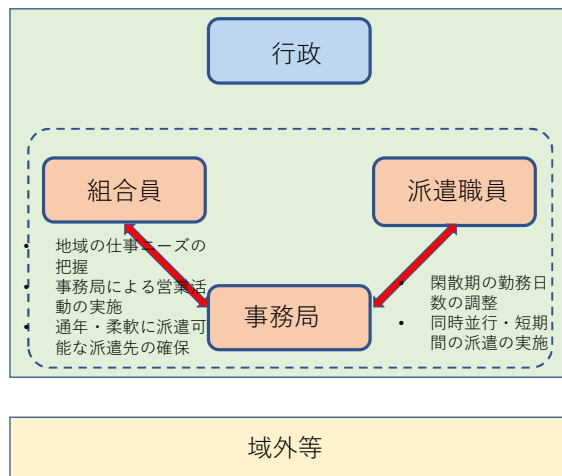 行政
組合員
派遣職員
• 地域の仕事ニーズの
把握
• 事務局による営業活
動の実施
• 通年・柔軟に派遣可
能な派遣先の確保
事務局
• 閑散期の勤務日
数の調整
• 同時並行・短期
間の派遣の実施
域外等